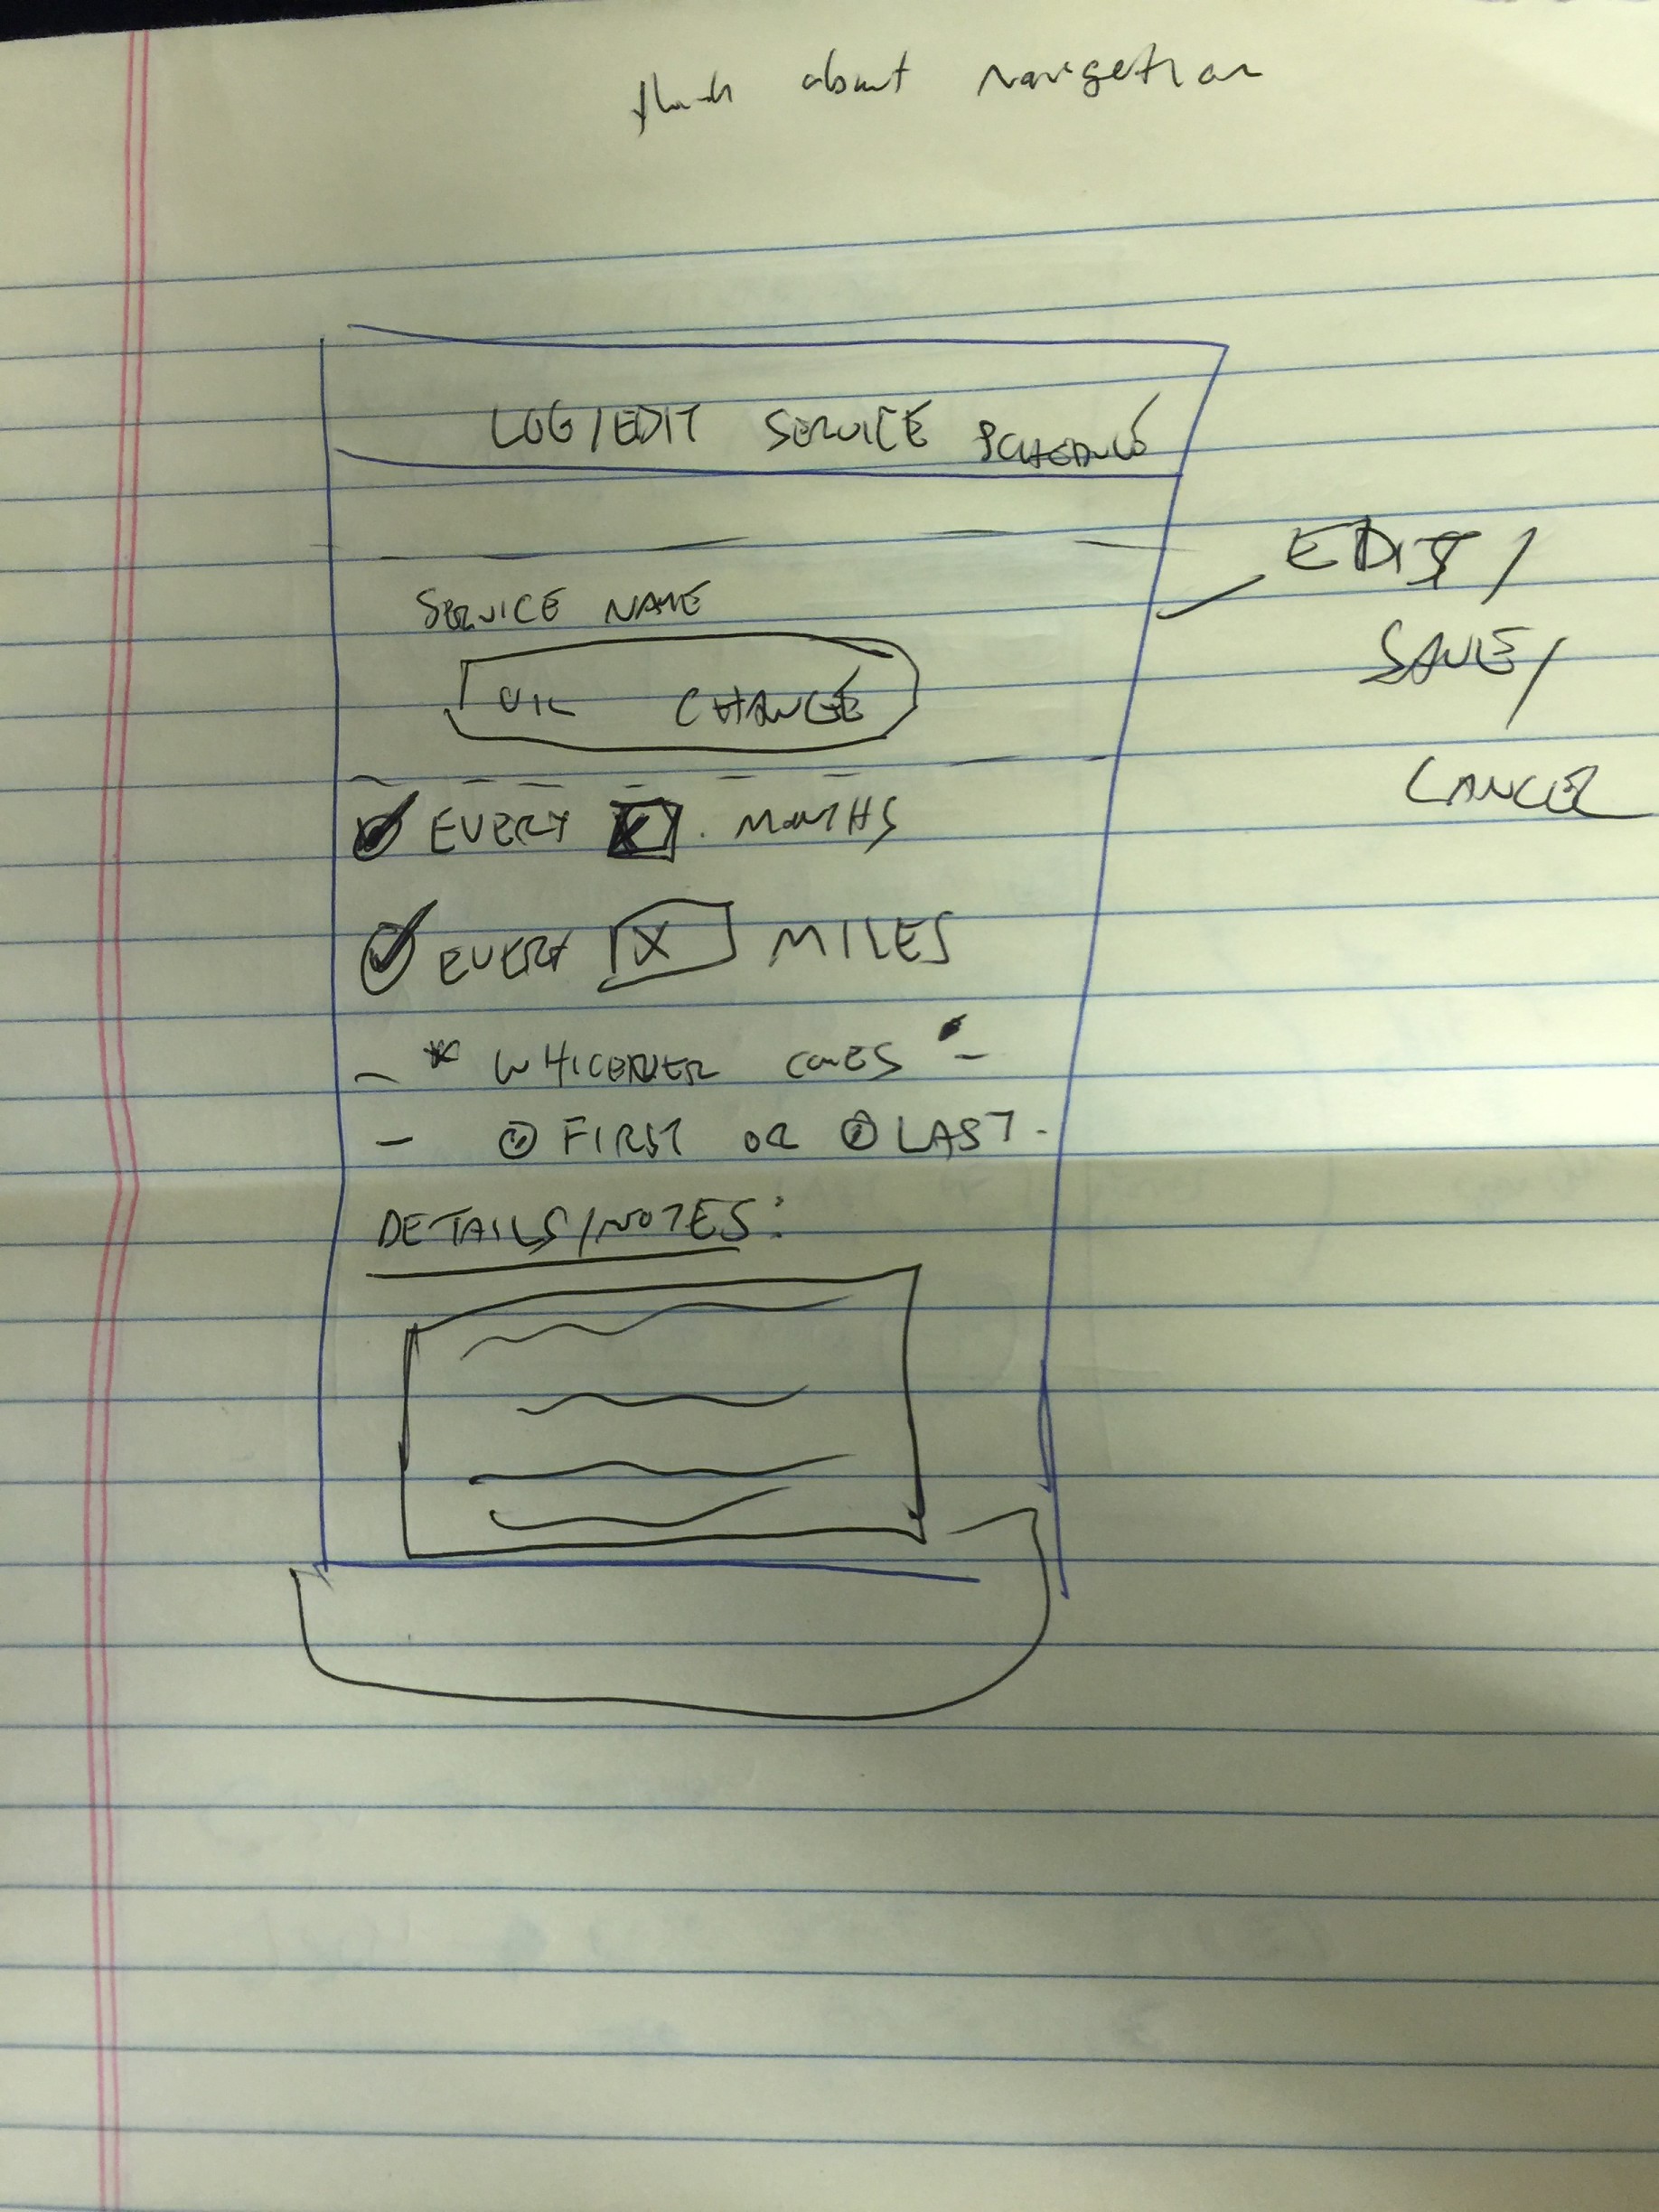 think about navigation
LOG/EDIT SERVICE SCHEDULE
EDIT/
SERVICE NAME
SAVE/
OIL CHANGE
CANCEL
EVERY X MONTHS
EVERY X MILES
- * WHICEVER COMES -
- FIRST OR LAST -
DETAILS/NOTES: